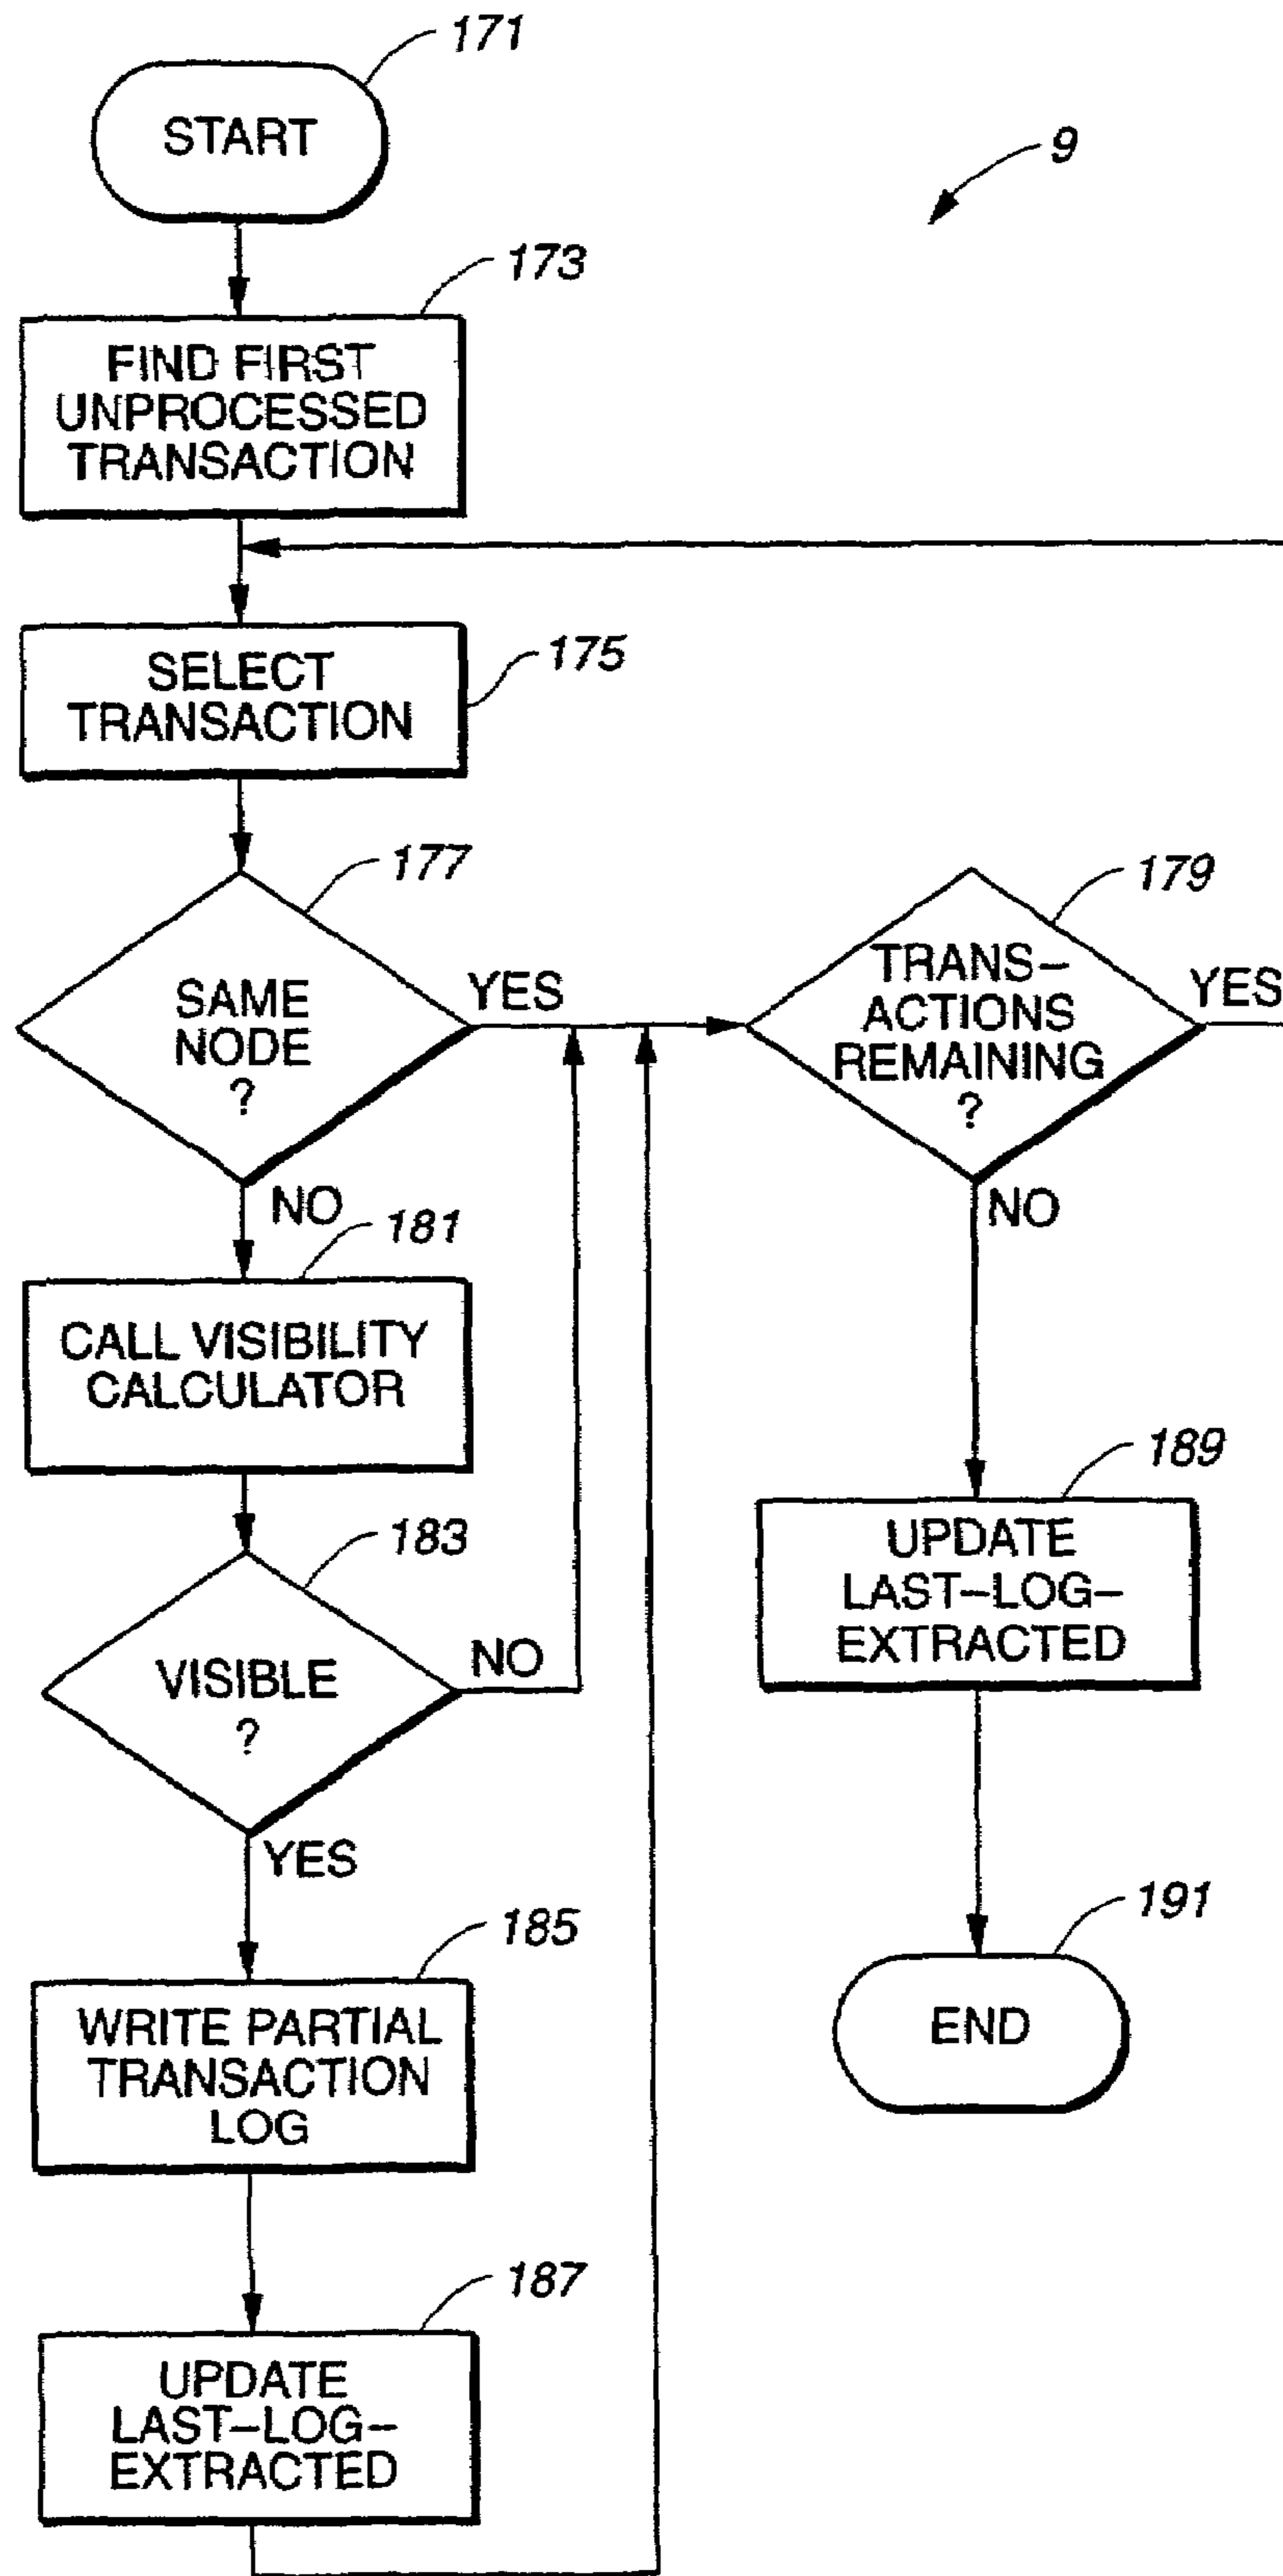 171
START
9
173
FIND FIRST
UNPROCESSED
TRANSACTION
175
SELECT
TRANSACTION
177
SAME
NODE
?
YES
NO
179
TRANS–
ACTIONS
REMAINING
?
YES
NO
181
CALL VISIBILITY
CALCULATOR
183
VISIBLE
?
NO
YES
189
UPDATE
LAST–LOG–
EXTRACTED
185
WRITE PARTIAL
TRANSACTION
LOG
191
END
187
UPDATE
LAST–LOG–
EXTRACTED